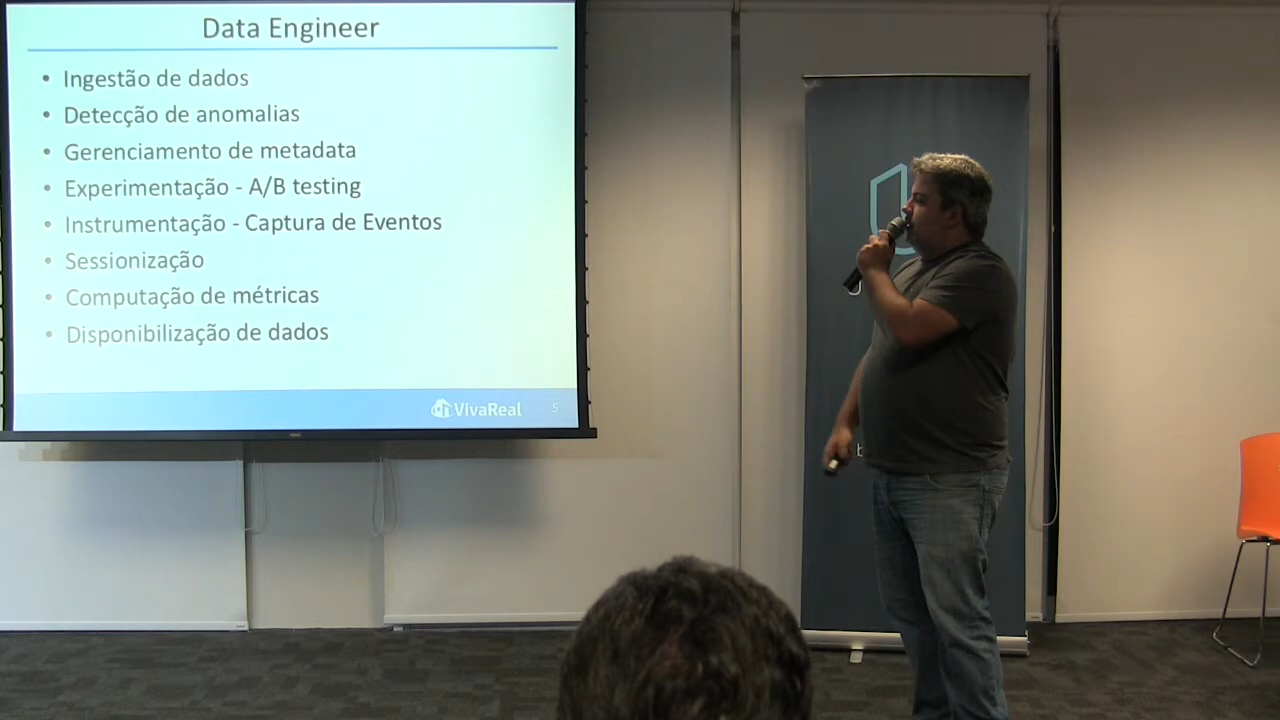 Data Engineer
• Ingestão de dados
• Detecção de anomalias
• Gerenciamento de metadata
• Experimentação - A/B testing
• Instrumentação - Captura de Eventos
• Sessionização
• Computação de métricas
• Disponibilização de dados
VivaReal 5